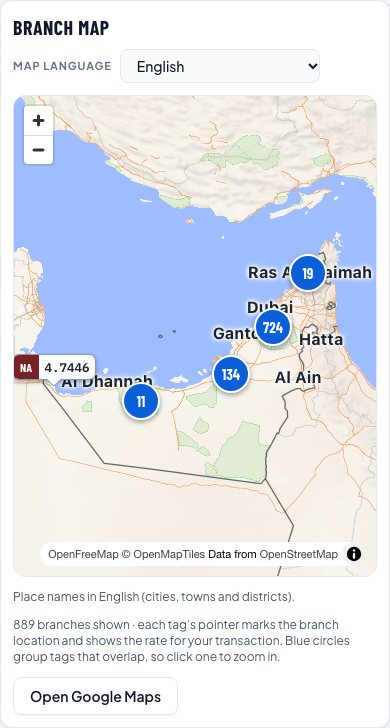 BRANCH MAP
MAP LANGUAGE English
+
−
Ras A aimah
19
Dubai
724
Ganto
Hatta
134
Al Ain
NA 4.7446
Al Dhannah
11
OpenFreeMap © OpenMapTiles Data from OpenStreetMap
Place names in English (cities, towns and districts).
889 branches shown · each tag's pointer marks the branch
location and shows the rate for your transaction. Blue circles
group tags that overlap, so click one to zoom in.
Open Google Maps